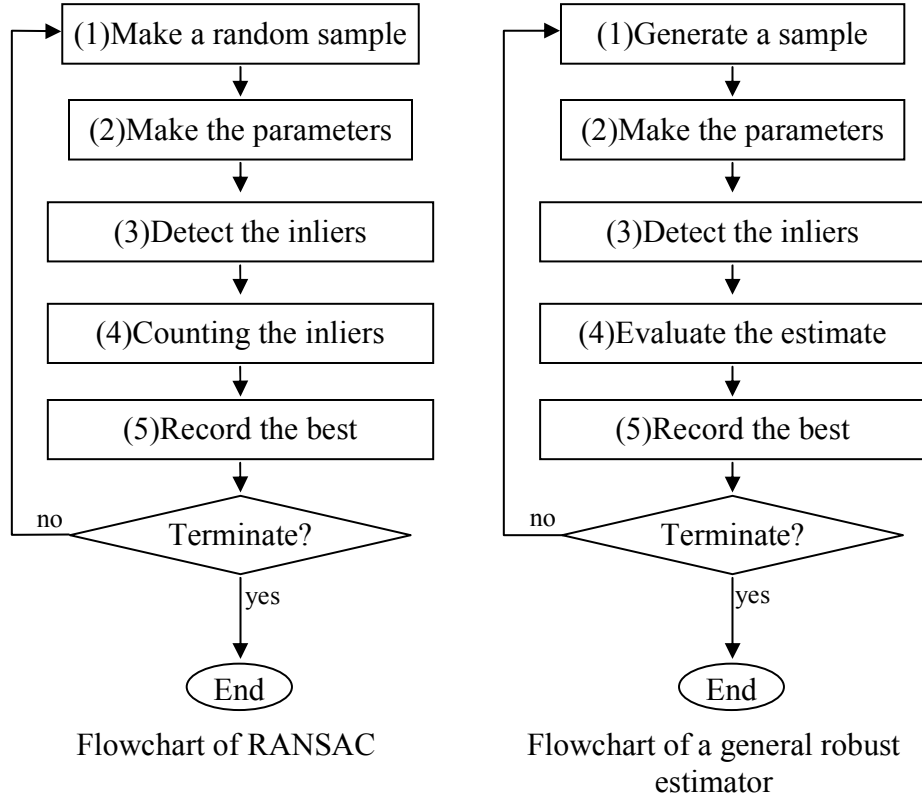 (1)Make a random sample
(2)Make the parameters
(3)Detect the inliers
(4)Counting the inliers
(5)Record the best
no
Terminate?
yes
End
Flowchart of RANSAC
(1)Generate a sample
(2)Make the parameters
(3)Detect the inliers
(4)Evaluate the estimate
(5)Record the best
no
Terminate?
yes
End
Flowchart of a general robust
estimator